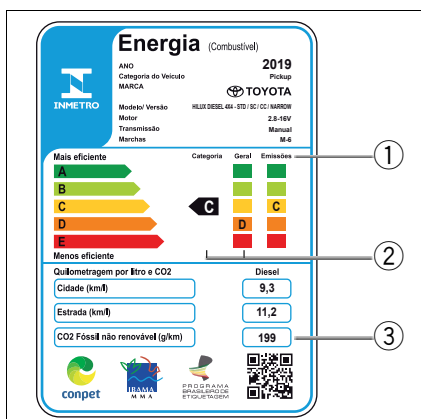 Energia (Combustível)
ANO 2019
Categoria do Veículo Pickup
MARCA TOYOTA
INMETRO
Modelo/ Versão HILUX DIESEL 4X4 - STD / SC / CC / NARROW
Motor 2.8-16V
Transmissão Manual
Marchas M-6
Mais eficiente Categoria Geral Emissões 1
A
B
C C C
D D
E
Menos eficiente 2
Quilometragem por litro e CO2 Diesel
Cidade (km/l) 9,3
Estrada (km/l) 11,2
CO2 Fóssil não renovável (g/km) 199 3
conpet
IBAMA
M M A
PROGRAMA
BRASILEIRO DE
ETIQUETAGEM